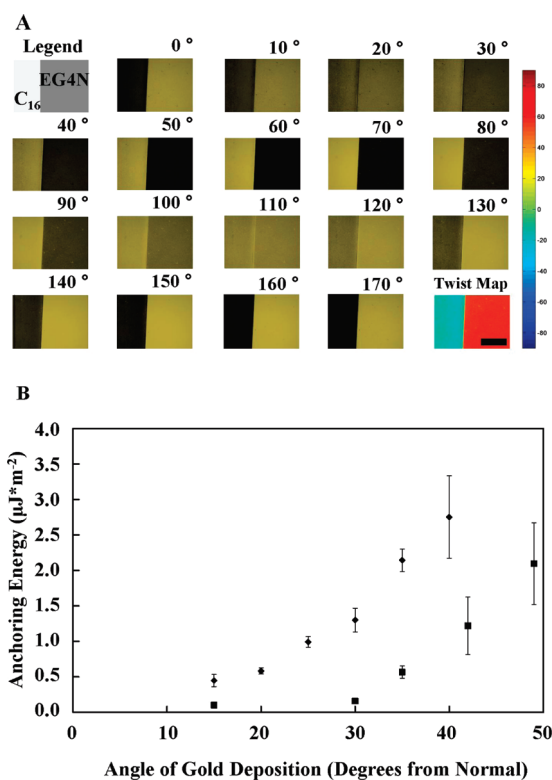 A
Legend 0 ° 10 ° 20 ° 30 °
C16 EG4N
40 ° 50 ° 60 ° 70 ° 80 °
90 ° 100 ° 110 ° 120 ° 130 °
140 ° 150 ° 160 ° 170 ° Twist Map
80
60
40
20
0
-20
-40
-60
-80
B
Anchoring Energy (μJ*m-2)
4.0
3.5
3.0
2.5
2.0
1.5
1.0
0.5
0.0
0 10 20 30 40 50
Angle of Gold Deposition (Degrees from Normal)